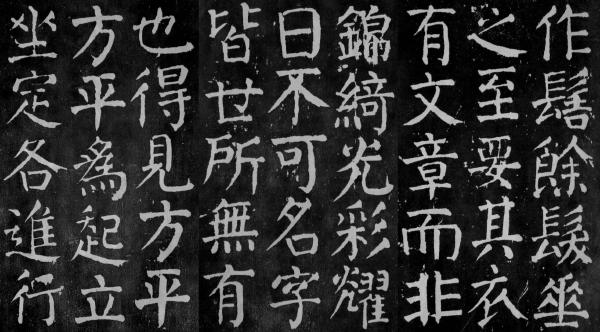 作髻餘髮垂
之至要其衣
有文章而非
錦綺光彩耀
日不可名字
皆世所無有
也得見方平
方平爲起立
坐定各進行